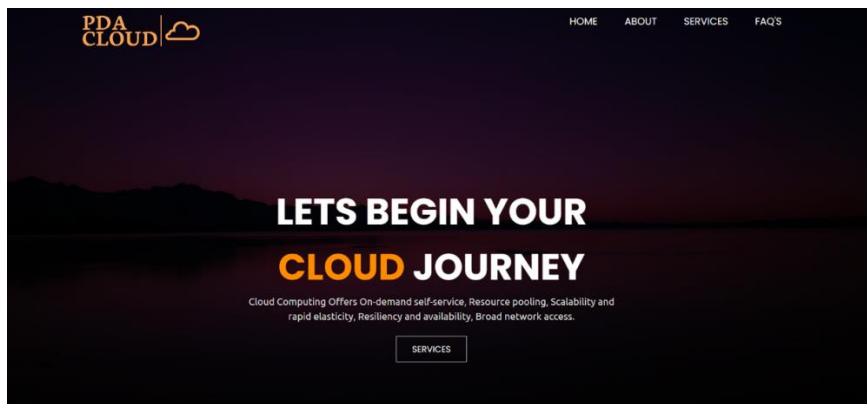 PDA
CLOUD
HOME ABOUT SERVICES FAQ'S
LETS BEGIN YOUR
CLOUD JOURNEY
Cloud Computing Offers On-demand self-service, Resource pooling, Scalability and
rapid elasticity, Resiliency and availability, Broad network access.
SERVICES